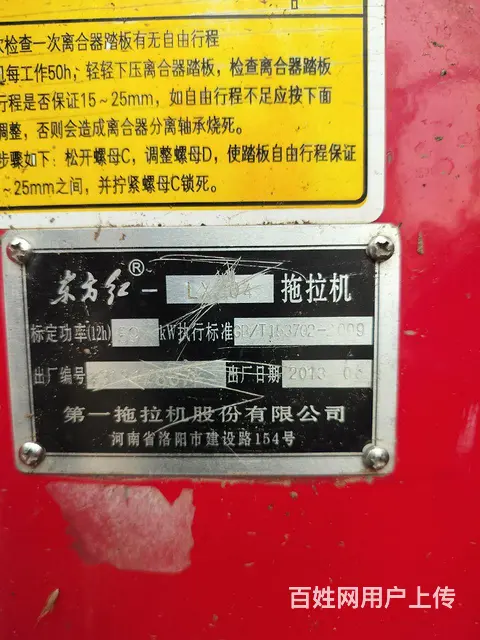 次检查一次离合器踏板有无自由行程
机每工作50h，轻轻下压离合器踏板，检查离合器踏板
行程是否保证15～25mm，如自由行程不足应按下面
调整，否则会造成离合器分离轴承烧死。
步骤如下：松开螺母C，调整螺母D，使踏板自由行程保证
～25mm之间，并拧紧螺母C锁死。
东方红®- 拖拉机
标定功率(12h) kW 执行标准
出厂编号 出厂日期 2013
第一拖拉机股份有限公司
河南省洛阳市建设路154号
百姓网用户上传